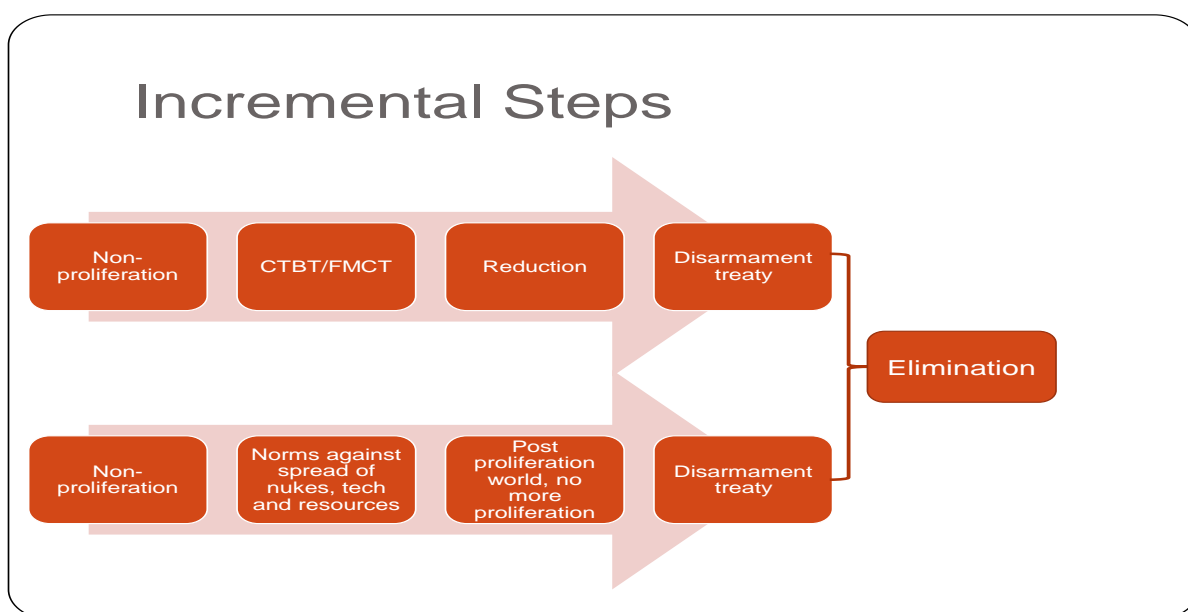 Incremental Steps
Non-
proliferation
CTBT/FMCT
Reduction
Disarmament
treaty
Elimination
Non-
proliferation
Norms against
spread of
nukes, tech
and resources
Post
proliferation
world, no
more
proliferation
Disarmament
treaty